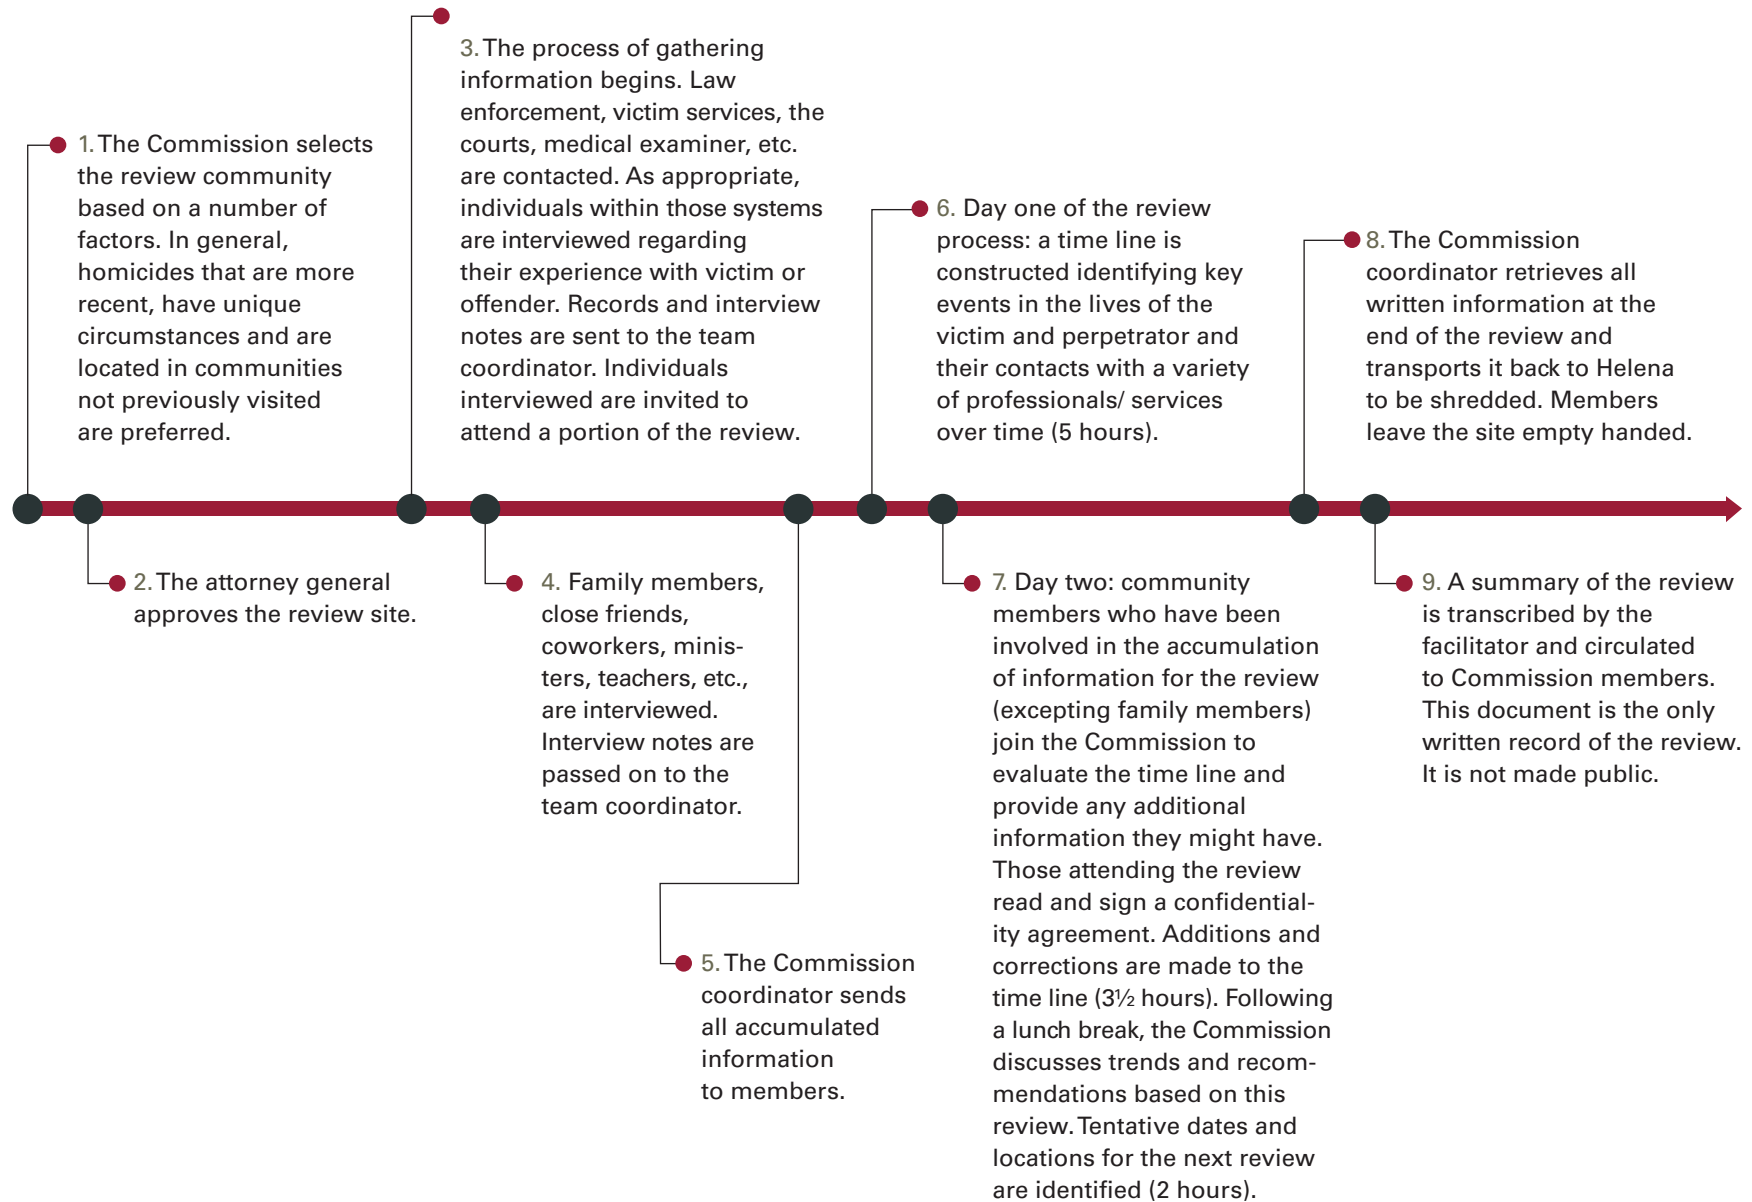 1. The Commission selects
the review community
based on a number of
factors. In general,
homicides that are more
recent, have unique
circumstances and are
located in communities
not previously visited
are preferred.
2. The attorney general
approves the review site.
3. The process of gathering
information begins. Law
enforcement, victim services, the
courts, medical examiner, etc.
are contacted. As appropriate,
individuals within those systems
are interviewed regarding
their experience with victim or
offender. Records and interview
notes are sent to the team
coordinator. Individuals
interviewed are invited to
attend a portion of the review.
4. Family members,
close friends,
coworkers, minis-
ters, teachers, etc.,
are interviewed.
Interview notes are
passed on to the
team coordinator.
5. The Commission
coordinator sends
all accumulated
information
to members.
6. Day one of the review
process: a time line is
constructed identifying key
events in the lives of the
victim and perpetrator and
their contacts with a variety
of professionals/ services
over time (5 hours).
7. Day two: community
members who have been
involved in the accumulation
of information for the review
(excepting family members)
join the Commission to
evaluate the time line and
provide any additional
information they might have.
Those attending the review
read and sign a confidential-
ity agreement. Additions and
corrections are made to the
time line (3½ hours). Following
a lunch break, the Commission
discusses trends and recom-
mendations based on this
review. Tentative dates and
locations for the next review
are identified (2 hours).
8. The Commission
coordinator retrieves all
written information at the
end of the review and
transports it back to Helena
to be shredded. Members
leave the site empty handed.
9. A summary of the review
is transcribed by the
facilitator and circulated
to Commission members.
This document is the only
written record of the review.
It is not made public.